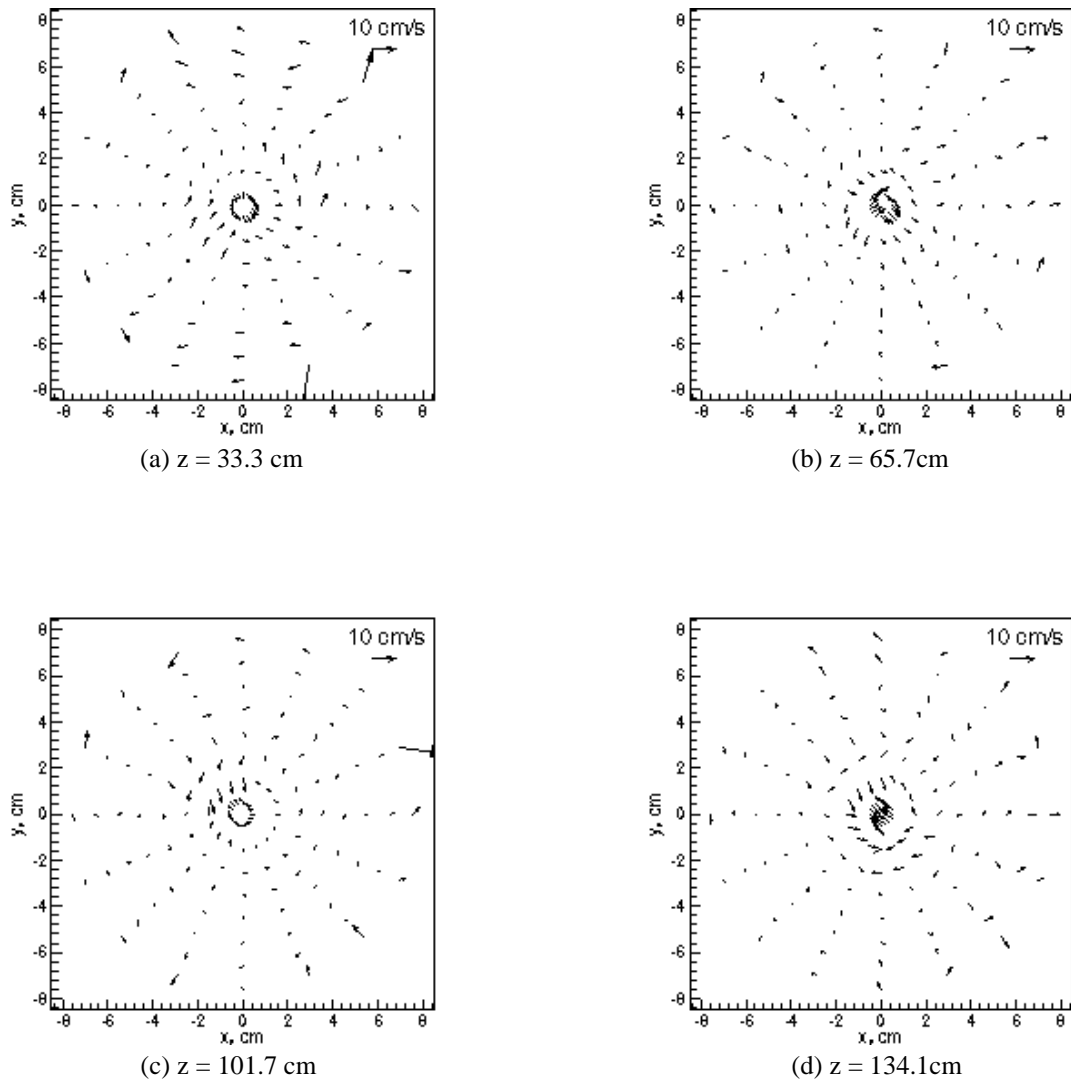 10 cm/s
8
6
4
2
0
-2
-4
-6
-8
y, cm
-8 -6 -4 -2 0 2 4 6 8
x, cm
(a) z = 33.3 cm
10 cm/s
8
6
4
2
0
-2
-4
-6
-8
y, cm
-8 -6 -4 -2 0 2 4 6 8
x, cm
(b) z = 65.7cm
10 cm/s
8
6
4
2
0
-2
-4
-6
-8
y, cm
-8 -6 -4 -2 0 2 4 6 8
x, cm
(c) z = 101.7 cm
10 cm/s
8
6
4
2
0
-2
-4
-6
-8
y, cm
-8 -6 -4 -2 0 2 4 6 8
x, cm
(d) z = 134.1cm